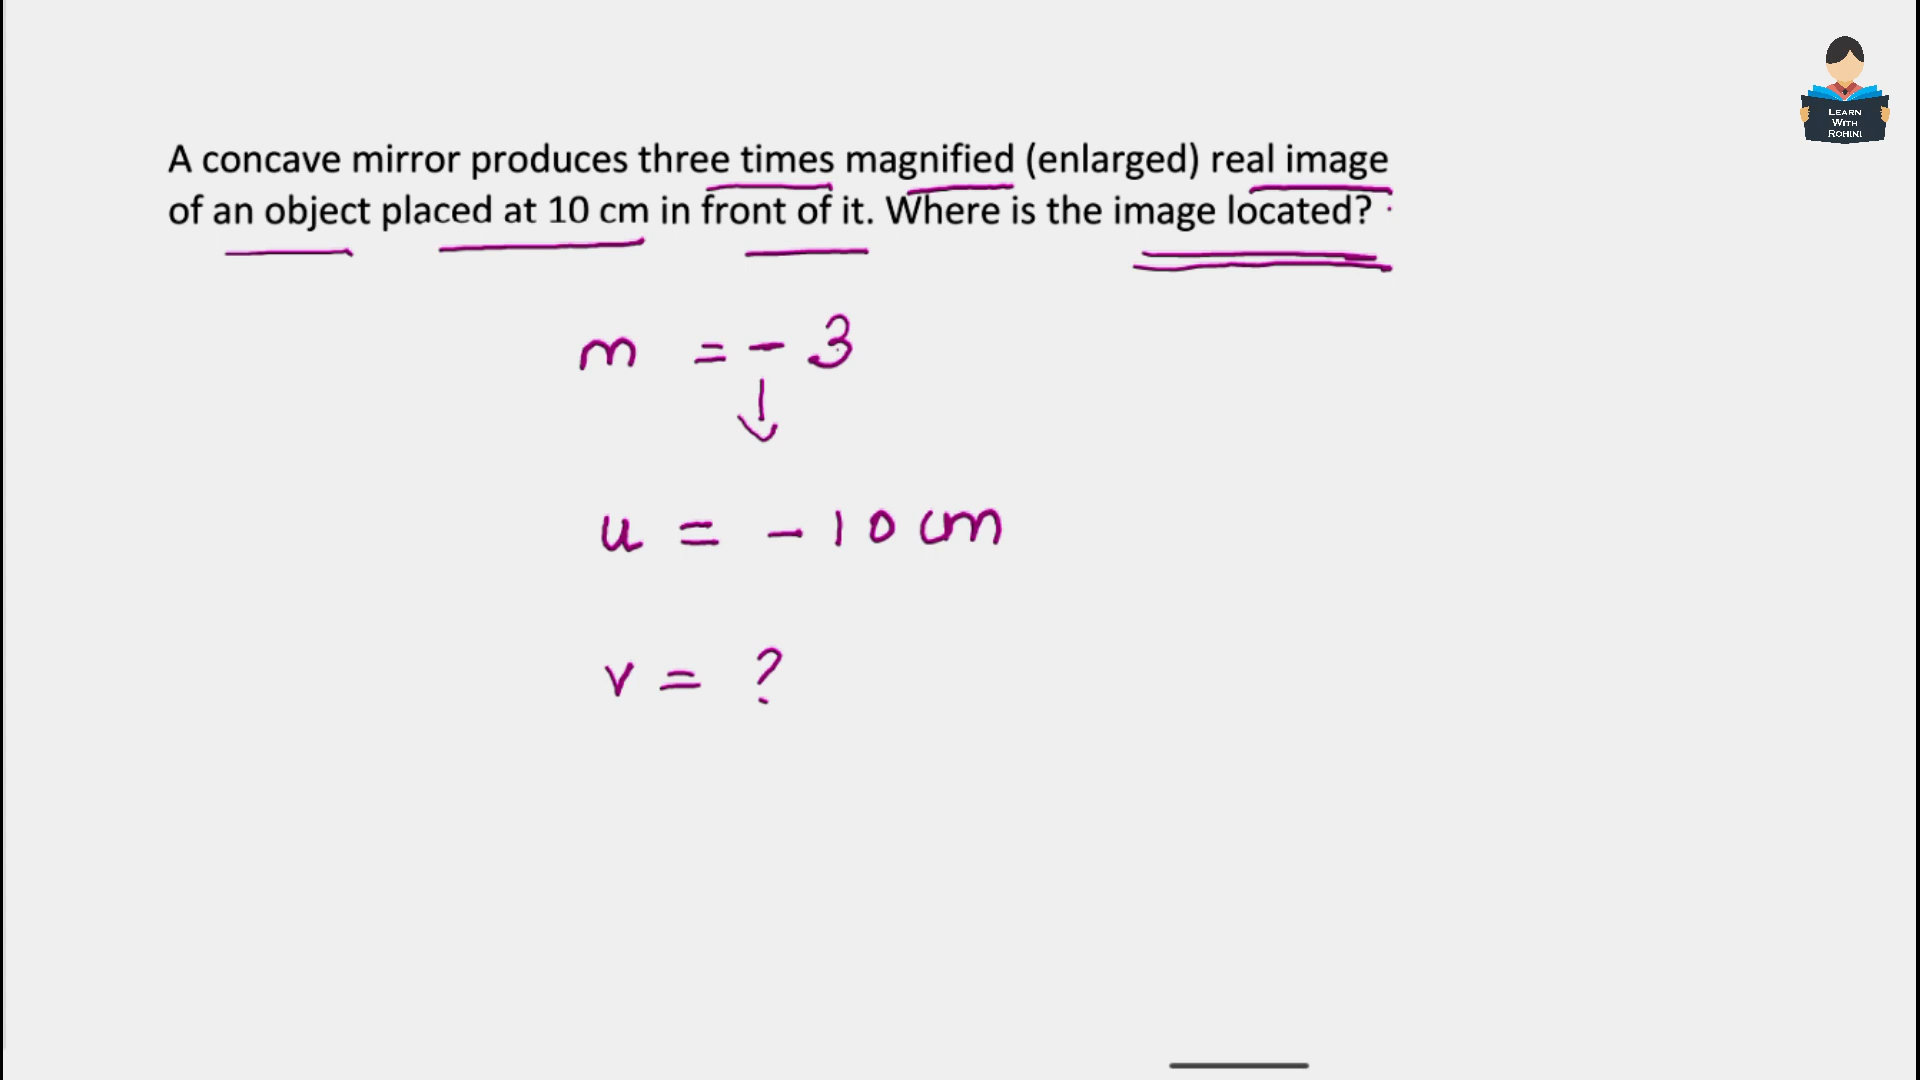 LEARN
WITH
ROHINI
A concave mirror produces three times magnified (enlarged) real image
of an object placed at 10 cm in front of it. Where is the image located?
m = - 3
u = - 10 cm
v = ?